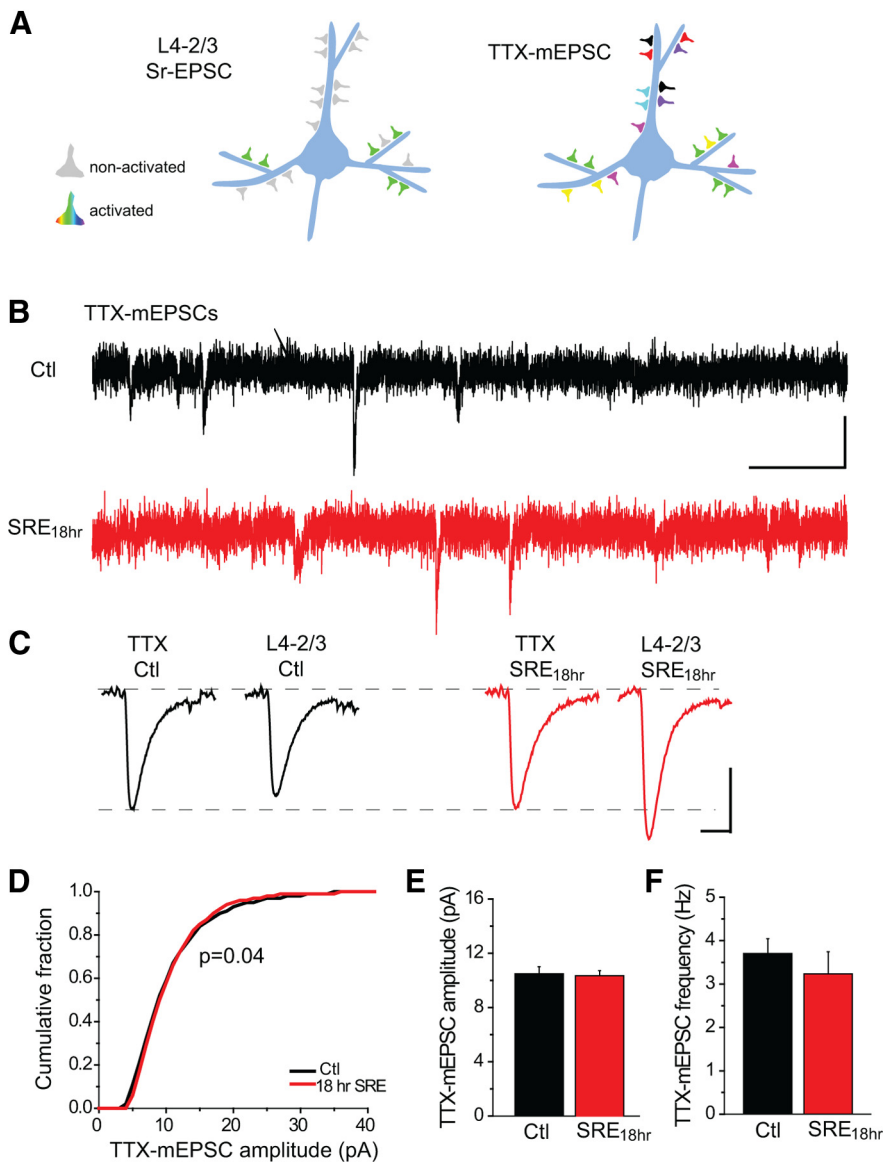 A
L4-2/3
Sr-EPSC
TTX-mEPSC
non-activated
activated
B
TTX-mEPSCs
Ctl
SRE18hr
C
TTX
Ctl
L4-2/3
Ctl
TTX
SRE18hr
L4-2/3
SRE18hr
D
Cumulative fraction
1.0
0.8
0.6
0.4
0.2
0.0
p=0.04
Ctl
18 hr SRE
0 10 20 30 40
TTX-mEPSC amplitude (pA)
E
TTX-mEPSC amplitude (pA)
16
12
8
4
0
Ctl SRE18hr
F
TTX-mEPSC frequency (Hz)
5
4
3
2
1
0
Ctl SRE18hr